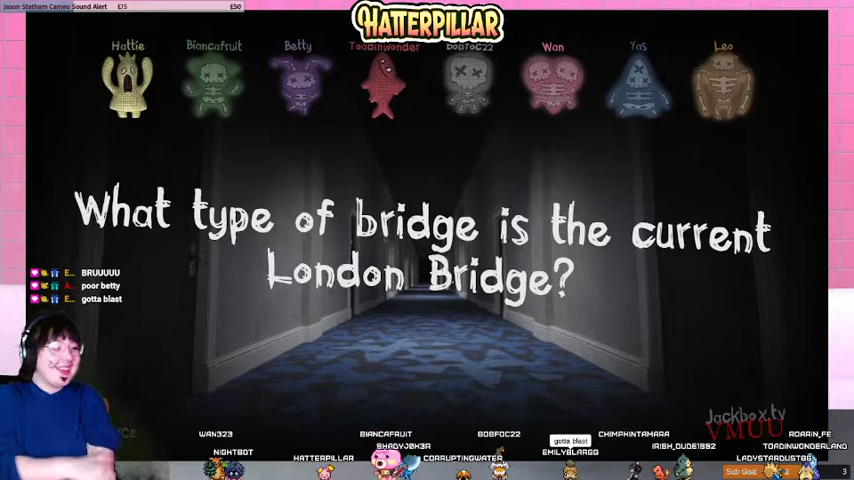 Jason Statham Cameo Sound Alert £15 £50
HATTERPILLAR
Hattie Biancafruit Betty Toadinwonder BobFoc22 Wan Yas Leo
What type of bridge is the current
London Bridge?
E... BRUUUUU
A... poor betty
E... gotta blast
Jackbox.tv
VMUU
WAN323 BIANCAFRUIT BOBFOC22 gotta blast CHIMPKINTAMARA ROARIN_FE
SHADYJ0K3R IRISH_DUDE1992 TOADINWONDERLAND
NIGHTBOT HATTERPILLAR CORRUPTINGWATER EMILYBLARGG LADYSTARDUST86
Sub Goal 3